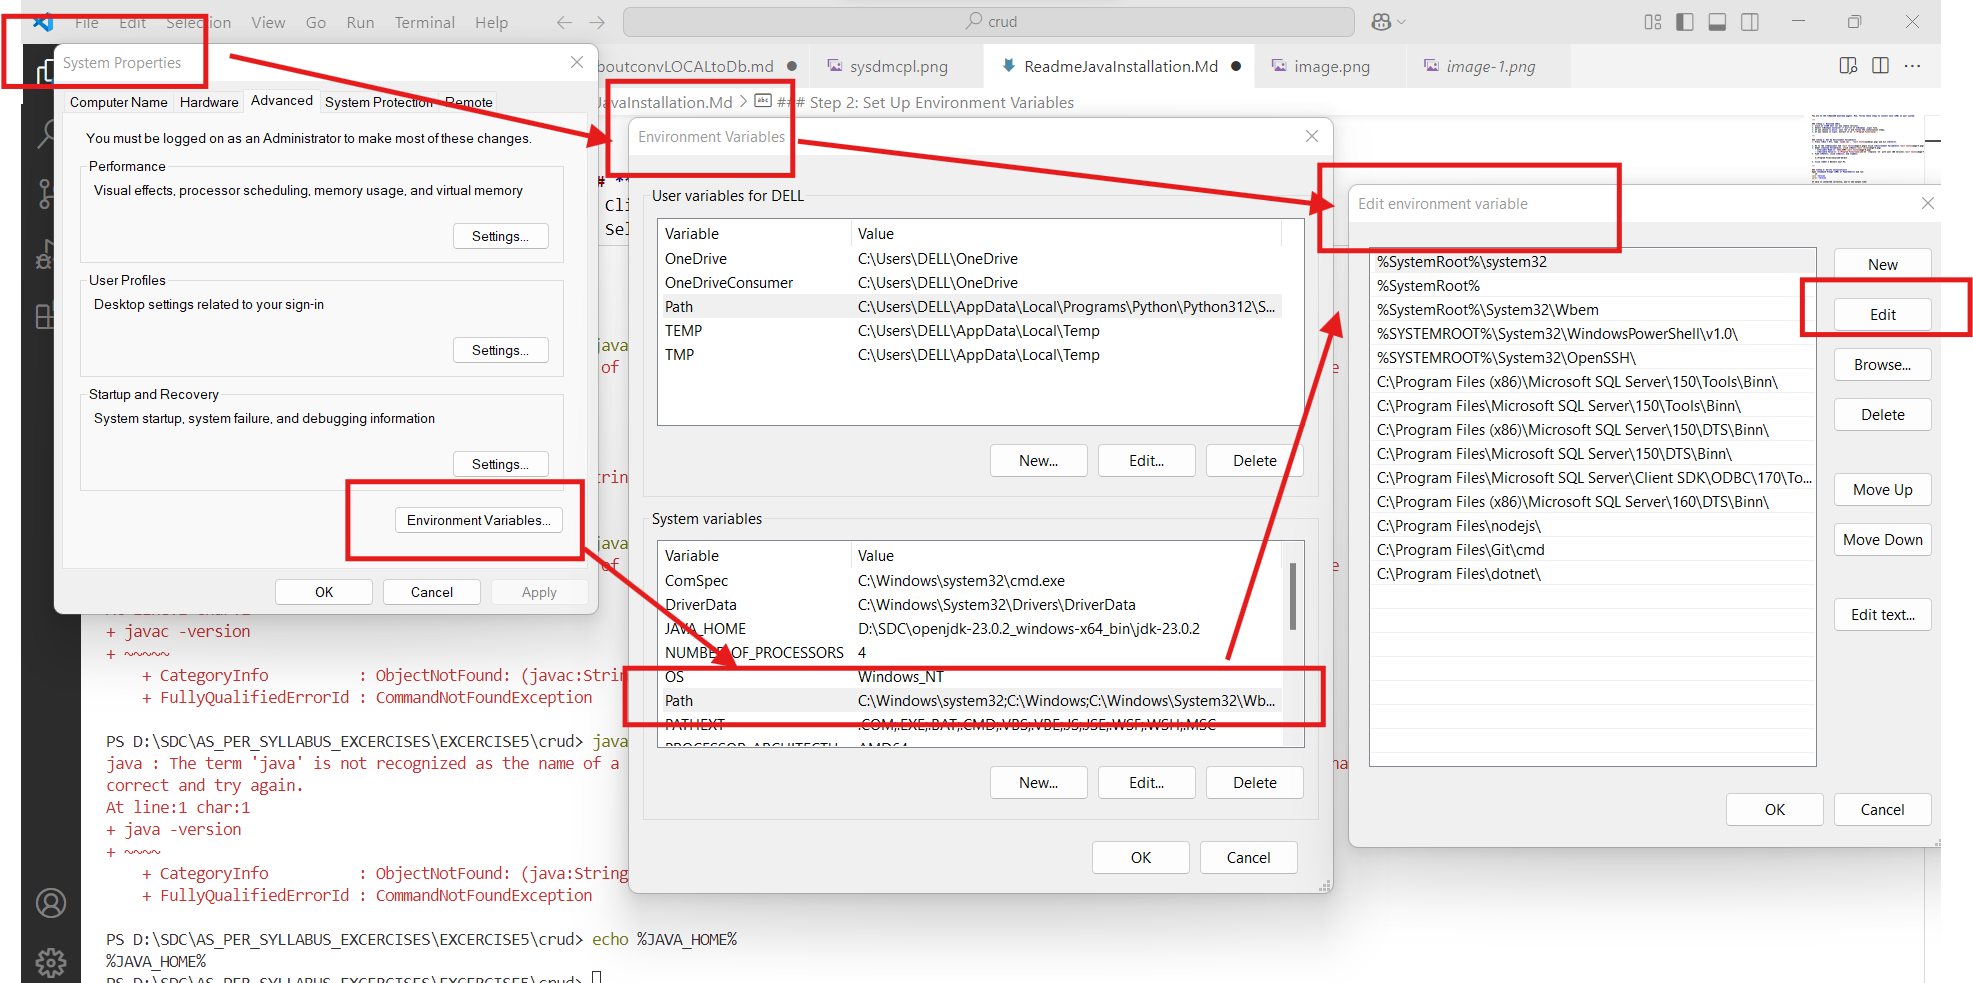 File Edit Selection View Go Run Terminal Help
crud
boutconvLOCALtoDb.md
sysdmcpl.png
ReadmeJavaInstallation.Md
image.png
image-1.png
JavaInstallation.Md > ### Step 2: Set Up Environment Variables
System Properties
Computer Name Hardware Advanced System Protection Remote
You must be logged on as an Administrator to make most of these changes.
Performance
Visual effects, processor scheduling, memory usage, and virtual memory
Settings...
User Profiles
Desktop settings related to your sign-in
Settings...
Startup and Recovery
System startup, system failure, and debugging information
Settings...
Environment Variables...
OK Cancel Apply
# *
Cli
Sel
java
of
java
of
Environment Variables
User variables for DELL
Variable Value
OneDrive C:\Users\DELL\OneDrive
OneDriveConsumer C:\Users\DELL\OneDrive
Path C:\Users\DELL\AppData\Local\Programs\Python\Python312\S...
TEMP C:\Users\DELL\AppData\Local\Temp
TMP C:\Users\DELL\AppData\Local\Temp
New... Edit... Delete
System variables
Variable Value
ComSpec C:\Windows\system32\cmd.exe
DriverData C:\Windows\System32\Drivers\DriverData
JAVA_HOME D:\SDC\openjdk-23.0.2_windows-x64_bin\jdk-23.0.2
NUMBER_OF_PROCESSORS 4
OS Windows_NT
Path C:\Windows\system32;C:\Windows;C:\Windows\System32\Wb...
PATHEXT .COM;.EXE;.BAT;.CMD;.VBS;.VBE;.JS;.JSE;.WSF;.WSH;.MSC
PROCESSOR_ARCHITECTU AMD64
New... Edit... Delete
OK Cancel
Edit environment variable
%SystemRoot%\system32
%SystemRoot%
%SystemRoot%\System32\Wbem
%SYSTEMROOT%\System32\WindowsPowerShell\v1.0\
%SYSTEMROOT%\System32\OpenSSH\
C:\Program Files (x86)\Microsoft SQL Server\150\Tools\Binn\
C:\Program Files\Microsoft SQL Server\150\Tools\Binn\
C:\Program Files (x86)\Microsoft SQL Server\150\DTS\Binn\
C:\Program Files\Microsoft SQL Server\150\DTS\Binn\
C:\Program Files\Microsoft SQL Server\Client SDK\ODBC\170\To...
C:\Program Files (x86)\Microsoft SQL Server\160\DTS\Binn\
C:\Program Files\nodejs\
C:\Program Files\Git\cmd
C:\Program Files\dotnet\
New
Edit
Browse...
Delete
Move Up
Move Down
Edit text...
OK Cancel
+ javac -version
+ ~~~~~
+ CategoryInfo : ObjectNotFound: (javac:Strin
+ FullyQualifiedErrorId : CommandNotFoundException
PS D:\SDC\AS_PER_SYLLABUS_EXCERCISES\EXCERCISE5\crud> java
java : The term 'java' is not recognized as the name of a
correct and try again.
At line:1 char:1
+ java -version
+ ~~~~
+ CategoryInfo : ObjectNotFound: (java:String
+ FullyQualifiedErrorId : CommandNotFoundException
PS D:\SDC\AS_PER_SYLLABUS_EXCERCISES\EXCERCISE5\crud> echo %JAVA_HOME%
%JAVA_HOME%
PS D:\SDC\AS_PER_SYLLABUS_EXCERCISES\EXCERCISE5\crud>